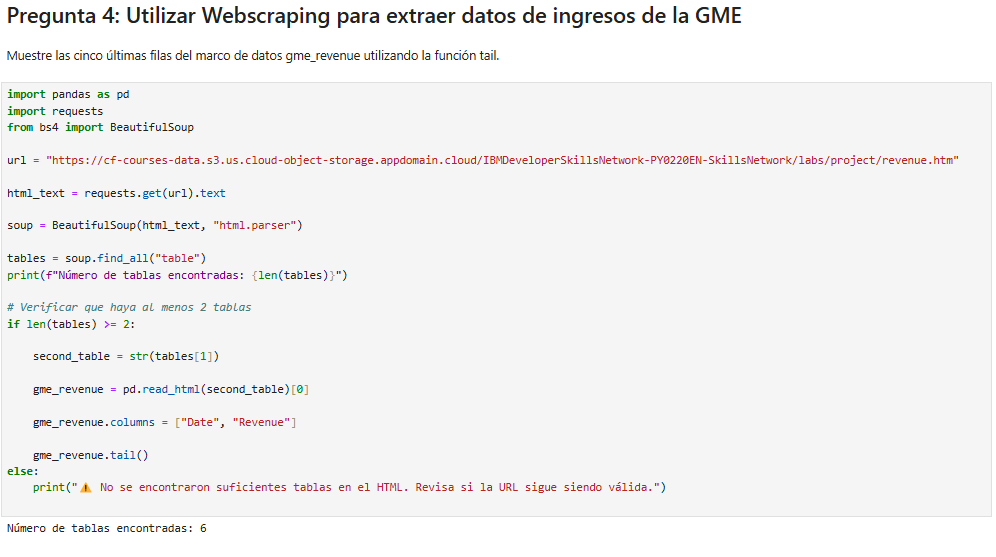 Pregunta 4: Utilizar Webscraping para extraer datos de ingresos de la GME
Muestre las cinco últimas filas del marco de datos gme_revenue utilizando la función tail.
import pandas as pd
import requests
from bs4 import BeautifulSoup
url = "https://cf-courses-data.s3.us.cloud-object-storage.appdomain.cloud/IBMDeveloperSkillsNetwork-PY0220EN-SkillsNetwork/labs/project/revenue.htm"
html_text = requests.get(url).text
soup = BeautifulSoup(html_text, "html.parser")
tables = soup.find_all("table")
print(f"Número de tablas encontradas: {len(tables)}")
# Verificar que haya al menos 2 tablas
if len(tables) >= 2:
    second_table = str(tables[1])
    gme_revenue = pd.read_html(second_table)[0]
    gme_revenue.columns = ["Date", "Revenue"]
    gme_revenue.tail()
else:
    print("⚠️ No se encontraron suficientes tablas en el HTML. Revisa si la URL sigue siendo válida.")
Número de tablas encontradas: 6